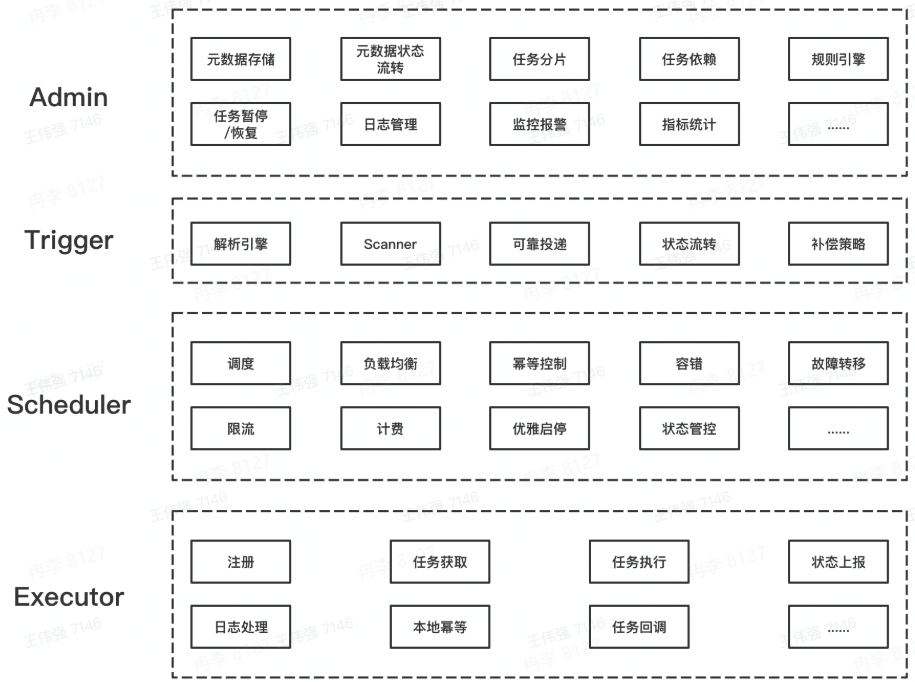 Admin
元数据存储
元数据状态
流转
任务分片
任务依赖
规则引擎
任务暂停
/恢复
日志管理
监控报警
指标统计
......
Trigger
解析引擎
Scanner
可靠投递
状态流转
补偿策略
Scheduler
调度
负载均衡
幂等控制
容错
故障转移
限流
计费
优雅启停
状态管控
......
Executor
注册
任务获取
任务执行
状态上报
日志处理
本地幂等
任务回调
......
王伟强 7146
冉李 8127